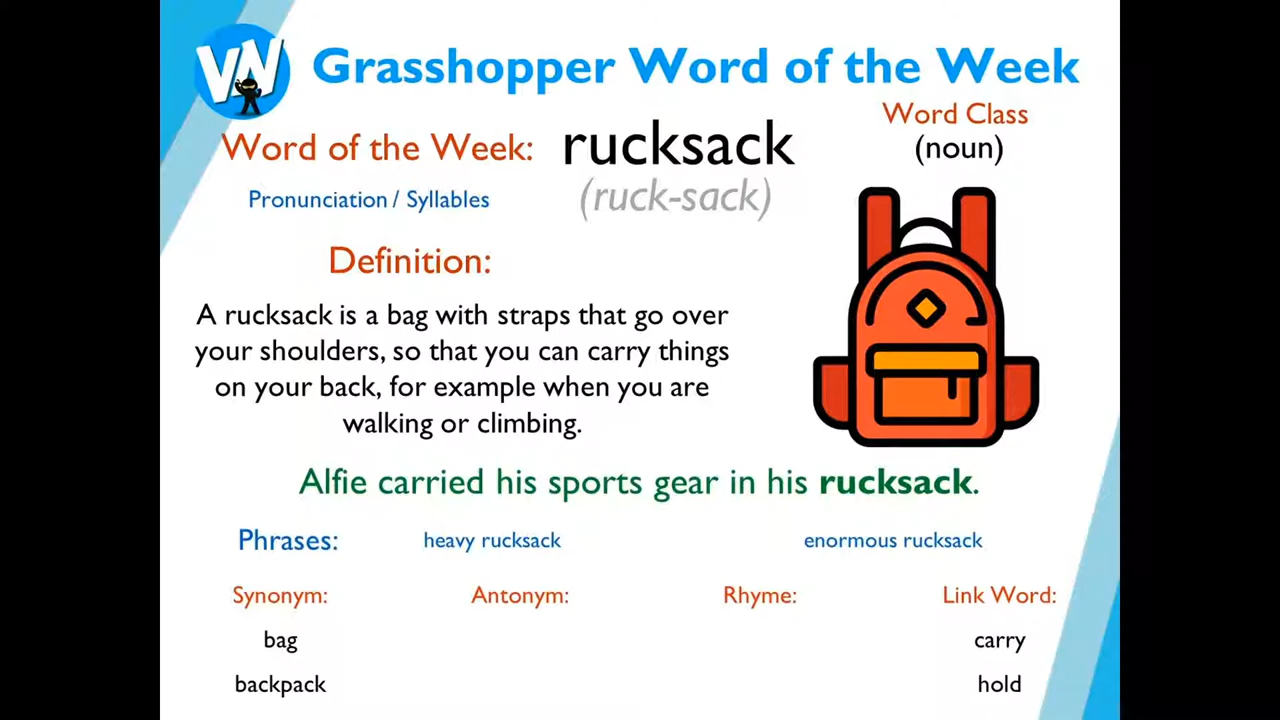 VN Grasshopper Word of the Week
Word Class
Word of the Week: rucksack (noun)
Pronunciation / Syllables (ruck-sack)
Definition:
A rucksack is a bag with straps that go over
your shoulders, so that you can carry things
on your back, for example when you are
walking or climbing.
Alfie carried his sports gear in his rucksack.
Phrases: heavy rucksack enormous rucksack
Synonym: Antonym: Rhyme: Link Word:
bag carry
backpack hold